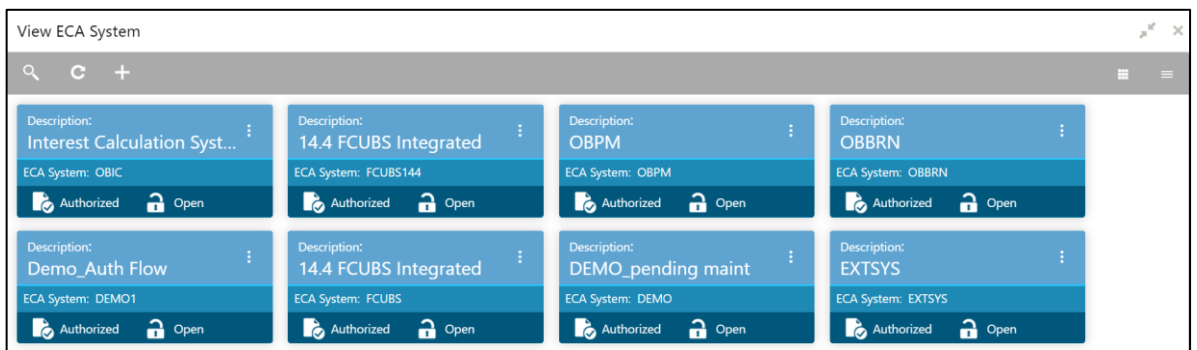 View ECA System
Description:
Interest Calculation Syst...
ECA System: OBIC
Authorized Open
Description:
14.4 FCUBS Integrated
ECA System: FCUBS144
Authorized Open
Description:
OBPM
ECA System: OBPM
Authorized Open
Description:
OBBRN
ECA System: OBBRN
Authorized Open
Description:
Demo_Auth Flow
ECA System: DEMO1
Authorized Open
Description:
14.4 FCUBS Integrated
ECA System: FCUBS
Authorized Open
Description:
DEMO_pending maint
ECA System: DEMO
Authorized Open
Description:
EXTSYS
ECA System: EXTSYS
Authorized Open